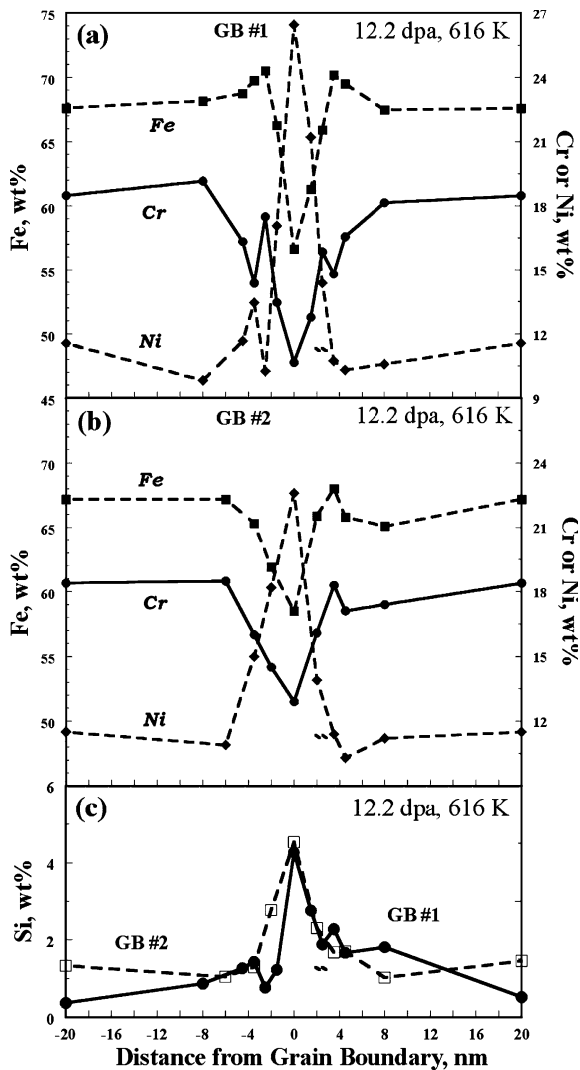 (a) GB #1 12.2 dpa, 616 K
75
70
65
60
55
50
45
Fe, wt%
27
24
21
18
15
12
9
Cr or Ni, wt%
Fe
Cr
Ni
(b) GB #2 12.2 dpa, 616 K
70
65
60
55
50
Fe, wt%
24
21
18
15
12
Cr or Ni, wt%
Fe
Cr
Ni
(c) 12.2 dpa, 616 K
6
4
2
0
Si, wt%
GB #2
GB #1
-20 -16 -12 -8 -4 0 4 8 12 16 20
Distance from Grain Boundary, nm